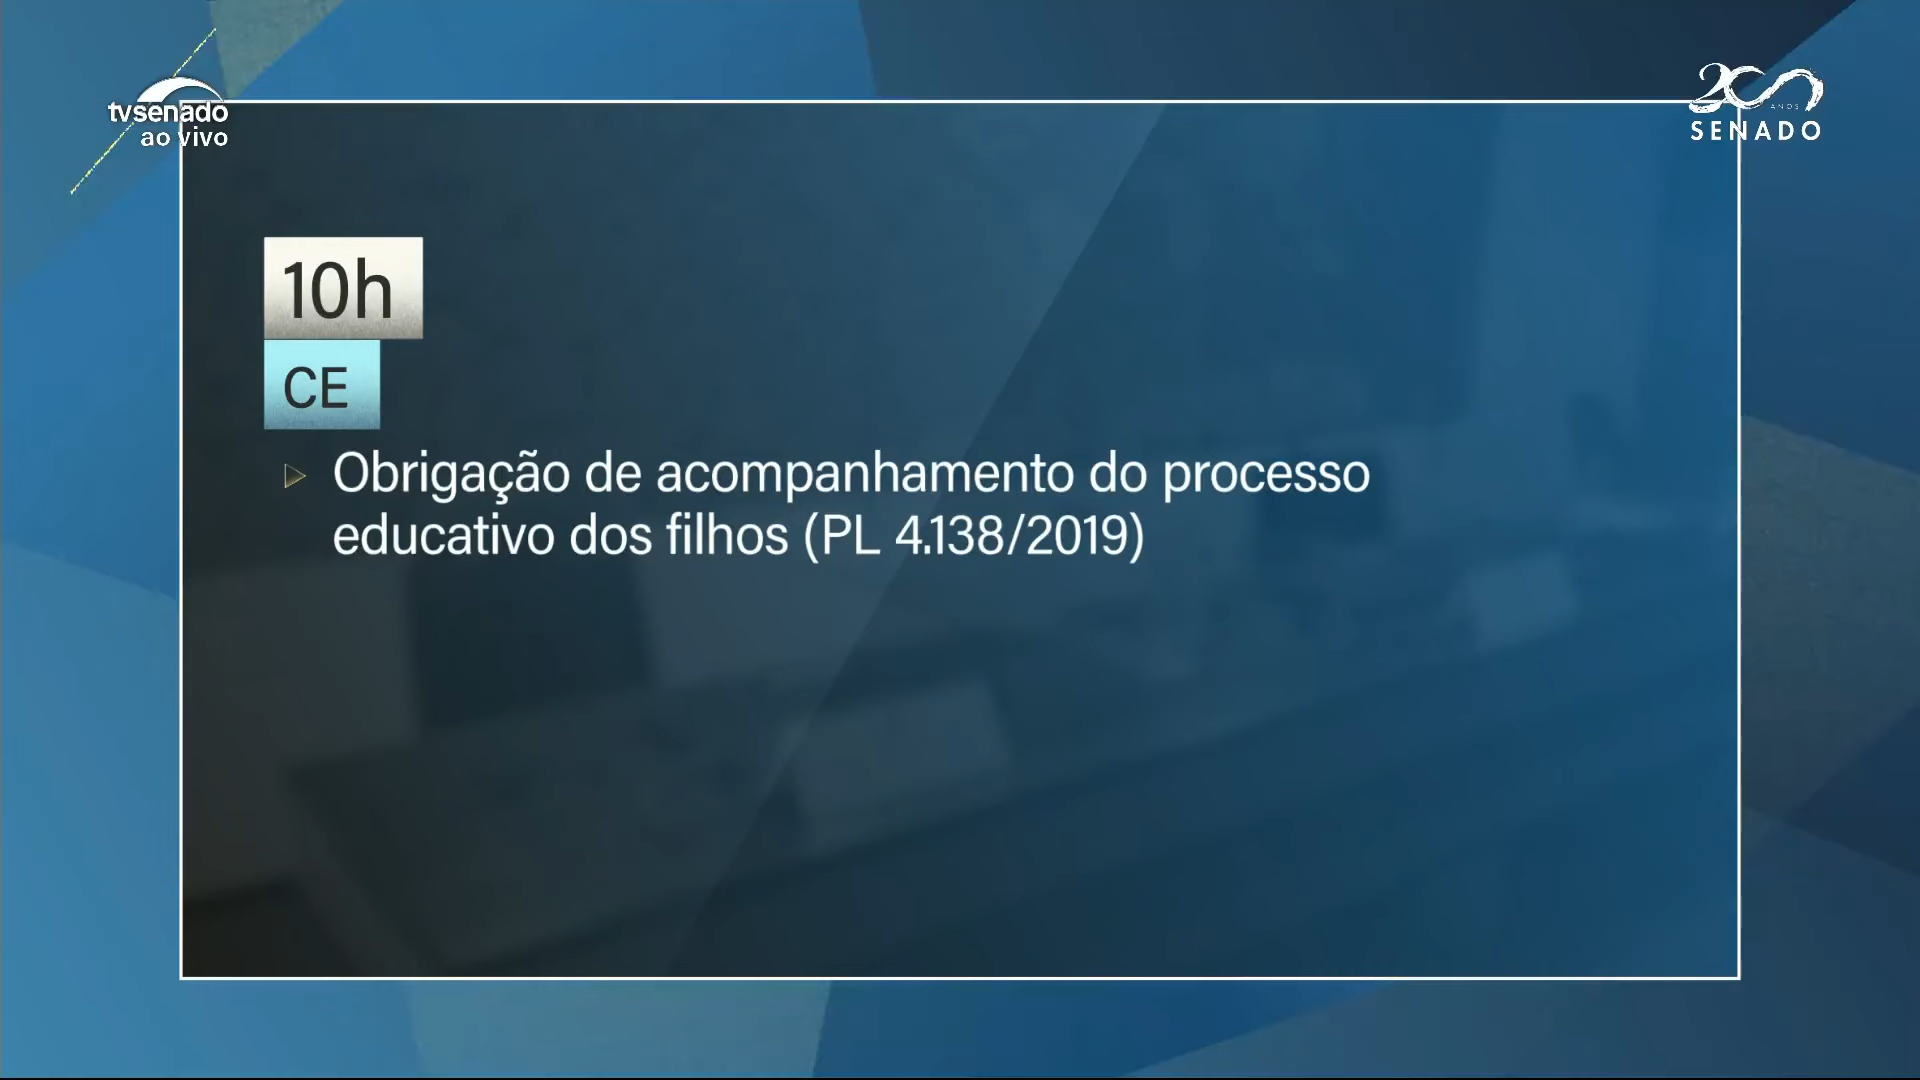 tvsenado
ao vivo
200
ANOS
SENADO
10h
CE
Obrigação de acompanhamento do processo
educativo dos filhos (PL 4.138/2019)